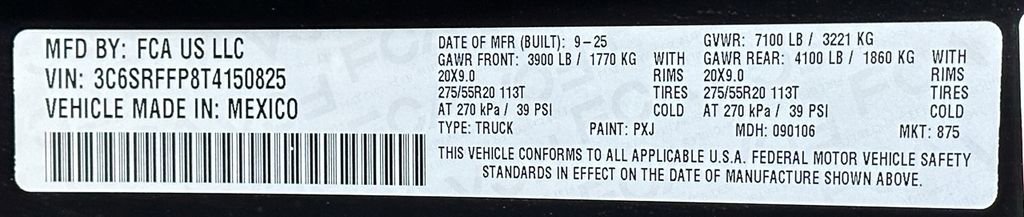 MFD BY: FCA US LLC
VIN: 3C6SRFFP8T4150825
VEHICLE MADE IN: MEXICO
DATE OF MFR (BUILT): 9-25 GVWR: 7100 LB / 3221 KG
GAWR FRONT: 3900 LB / 1770 KG WITH GAWR REAR: 4100 LB / 1860 KG WITH
20X9.0 RIMS 20X9.0 RIMS
275/55R20 113T TIRES 275/55R20 113T TIRES
AT 270 kPa / 39 PSI COLD AT 270 kPa / 39 PSI COLD
TYPE: TRUCK PAINT: PXJ MDH: 090106 MKT: 875
THIS VEHICLE CONFORMS TO ALL APPLICABLE U.S.A. FEDERAL MOTOR VEHICLE SAFETY
STANDARDS IN EFFECT ON THE DATE OF MANUFACTURE SHOWN ABOVE.